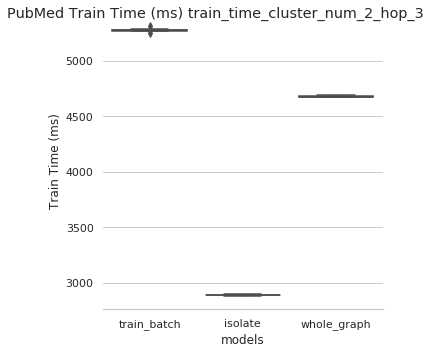 PubMed Train Time (ms) train_time_cluster_num_2_hop_3
5000
4500
4000
3500
3000
Train Time (ms)
train_batch isolate whole_graph
models